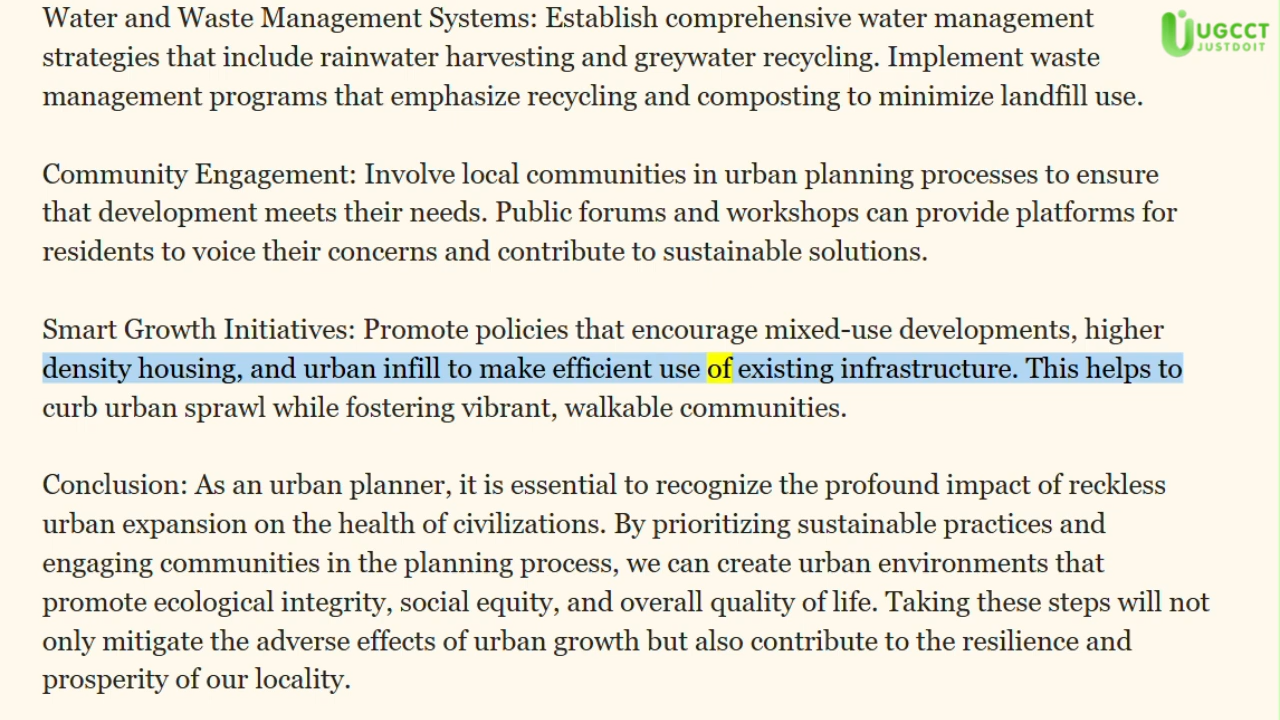 Water and Waste Management Systems: Establish comprehensive water management
strategies that include rainwater harvesting and greywater recycling. Implement waste
management programs that emphasize recycling and composting to minimize landfill use.
Community Engagement: Involve local communities in urban planning processes to ensure
that development meets their needs. Public forums and workshops can provide platforms for
residents to voice their concerns and contribute to sustainable solutions.
Smart Growth Initiatives: Promote policies that encourage mixed-use developments, higher
density housing, and urban infill to make efficient use of existing infrastructure. This helps to
curb urban sprawl while fostering vibrant, walkable communities.
Conclusion: As an urban planner, it is essential to recognize the profound impact of reckless
urban expansion on the health of civilizations. By prioritizing sustainable practices and
engaging communities in the planning process, we can create urban environments that
promote ecological integrity, social equity, and overall quality of life. Taking these steps will not
only mitigate the adverse effects of urban growth but also contribute to the resilience and
prosperity of our locality.
UGCCT
JUSTDOIT